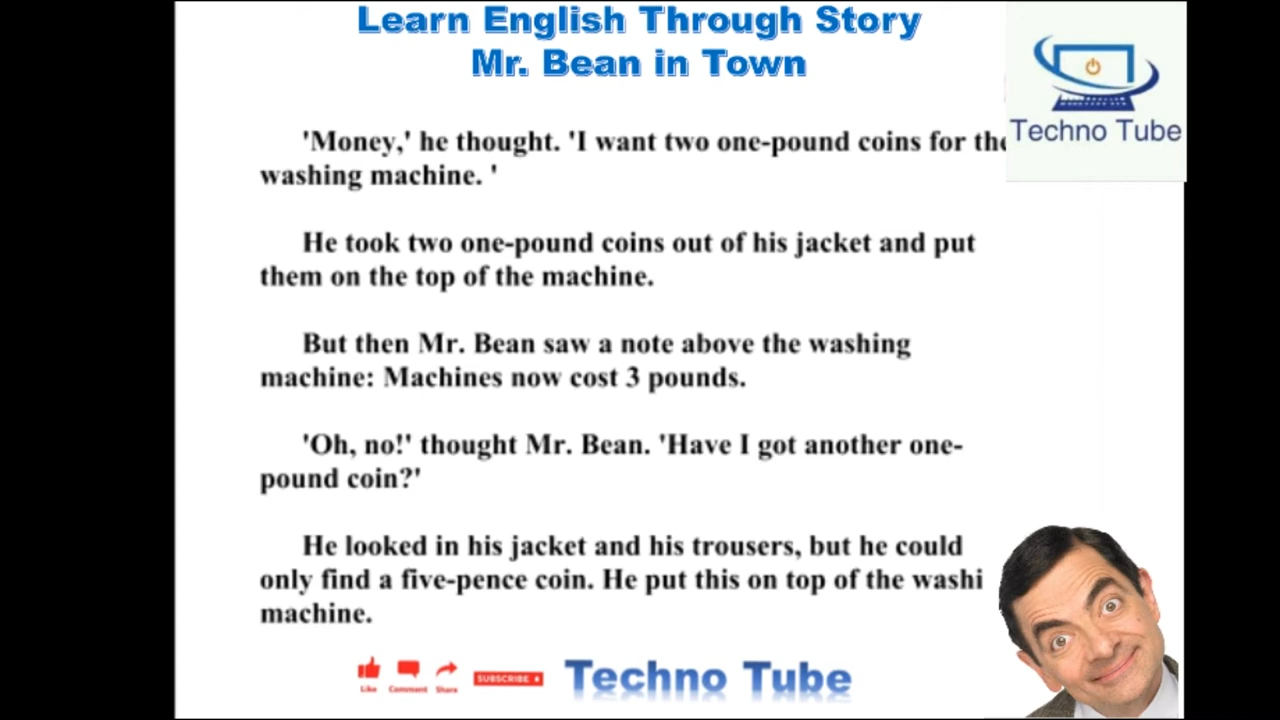 Learn English Through Story
Mr. Bean in Town
Techno Tube
'Money,' he thought. 'I want two one-pound coins for the
washing machine. '
He took two one-pound coins out of his jacket and put
them on the top of the machine.
But then Mr. Bean saw a note above the washing
machine: Machines now cost 3 pounds.
'Oh, no!' thought Mr. Bean. 'Have I got another one-
pound coin?'
He looked in his jacket and his trousers, but he could
only find a five-pence coin. He put this on top of the washi
machine.
Like Comment Share SUBSCRIBE Techno Tube